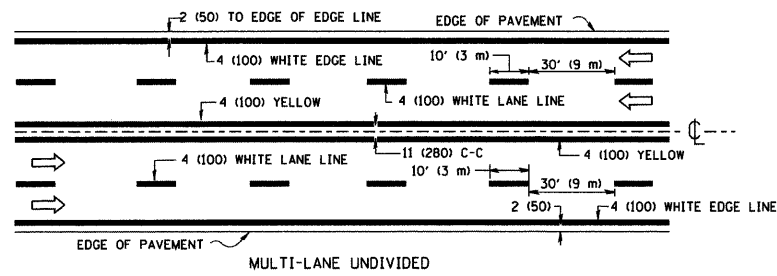 2 (50) TO EDGE OF EDGE LINE
EDGE OF PAVEMENT
4 (100) WHITE EDGE LINE
10' (3 m)
30' (9 m)
4 (100) YELLOW
4 (100) WHITE LANE LINE
℄
4 (100) WHITE LANE LINE
11 (280) C-C
4 (100) YELLOW
10' (3 m)
30' (9 m)
2 (50)
4 (100) WHITE EDGE LINE
EDGE OF PAVEMENT
MULTI-LANE UNDIVIDED